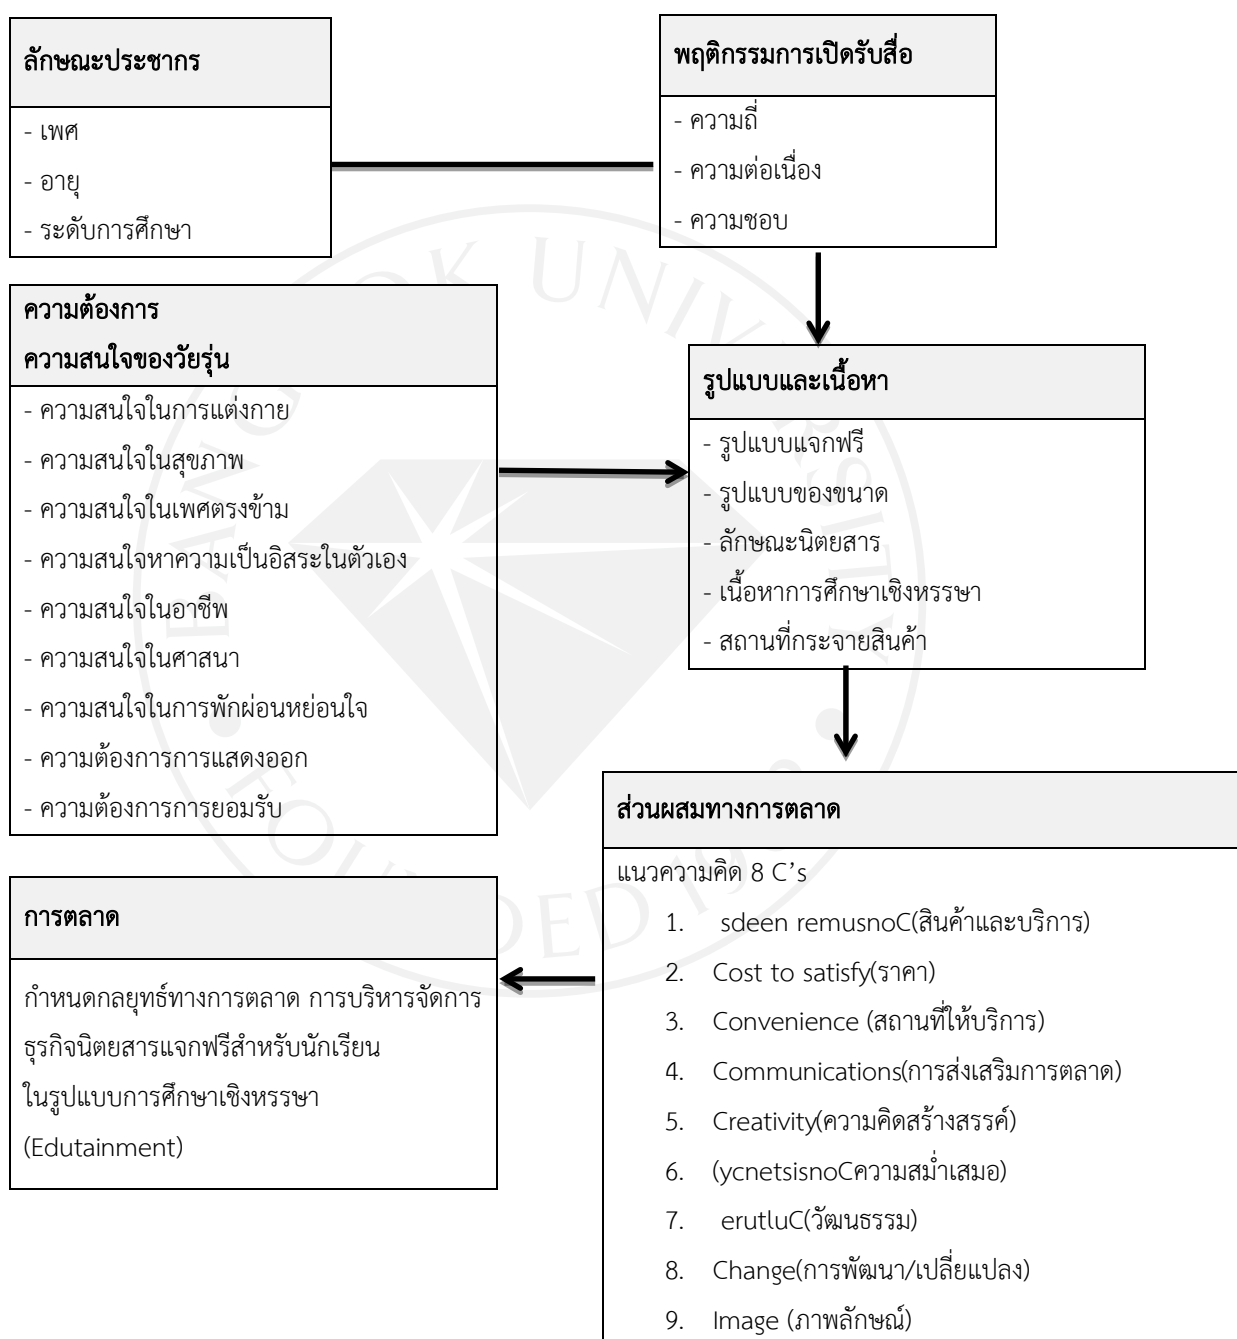 ลักษณะประชากร
- เพศ
- อายุ
- ระดับการศึกษา
พฤติกรรมการเปิดรับสื่อ
- ความถี่
- ความต่อเนื่อง
- ความชอบ
ความต้องการ
ความสนใจของวัยรุ่น
- ความสนใจในการแต่งกาย
- ความสนใจในสุขภาพ
- ความสนใจในเพศตรงข้าม
- ความสนใจหาความเป็นอิสระในตัวเอง
- ความสนใจในอาชีพ
- ความสนใจในศาสนา
- ความสนใจในการพักผ่อนหย่อนใจ
- ความต้องการการแสดงออก
- ความต้องการการยอมรับ
รูปแบบและเนื้อหา
- รูปแบบแจกฟรี
- รูปแบบของขนาด
- ลักษณะนิตยสาร
- เนื้อหาการศึกษาเชิงหรรษา
- สถานที่กระจายสินค้า
ส่วนผสมทางการตลาด
แนวความคิด 8 C’s
1. sdeen remusnoC(สินค้าและบริการ)
2. Cost to satisfy(ราคา)
3. Convenience (สถานที่ให้บริการ)
4. Communications(การส่งเสริมการตลาด)
5. Creativity(ความคิดสร้างสรรค์)
6. (ycnetsisnoCความสม่ำเสมอ)
7. erutluC(วัฒนธรรม)
8. Change(การพัฒนา/เปลี่ยแปลง)
9. Image (ภาพลักษณ์)
การตลาด
กำหนดกลยุทธ์ทางการตลาด การบริหารจัดการ
ธุรกิจนิตยสารแจกฟรีสำหรับนักเรียน
ในรูปแบบการศึกษาเชิงหรรษา
(Edutainment)
BANGKOK UNIVERSITY